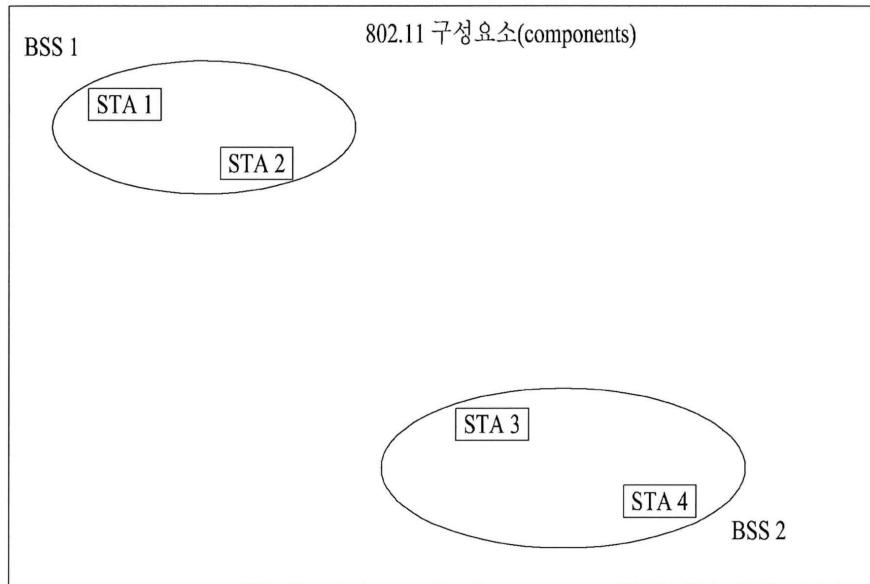 802.11 구성요소(components)
BSS 1
STA 1
STA 2
STA 3
STA 4
BSS 2